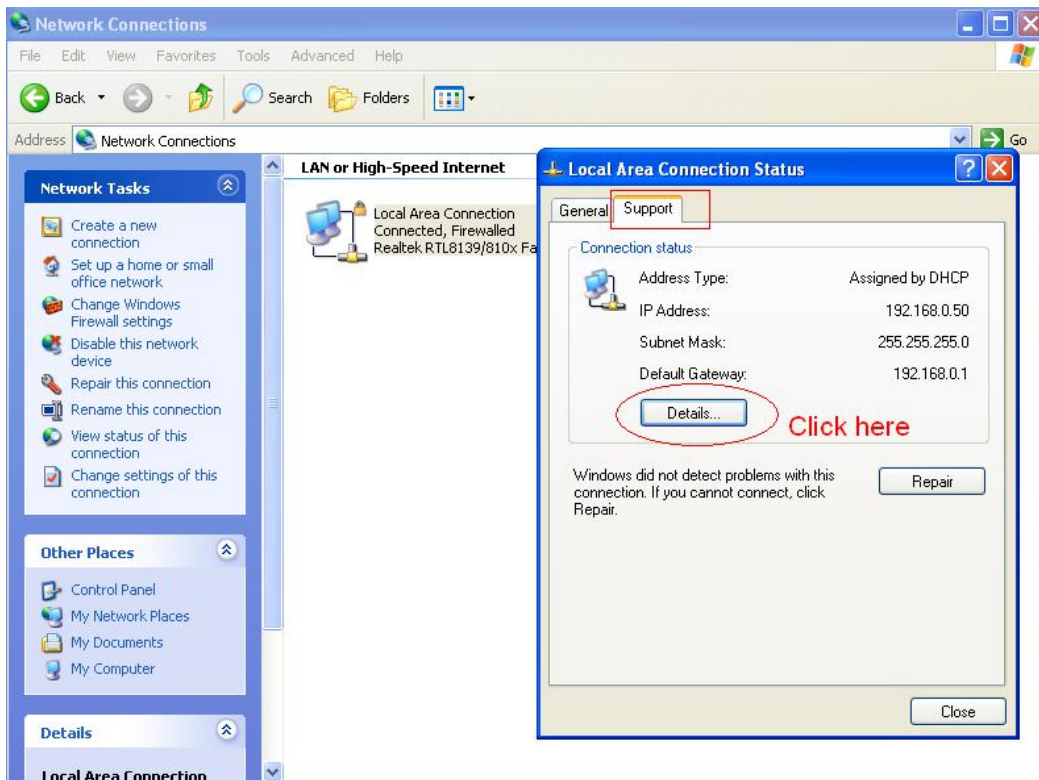 Network Connections
File Edit View Favorites Tools Advanced Help
Back Search Folders
Address Network Connections Go
Network Tasks
Create a new
connection
Set up a home or small
office network
Change Windows
Firewall settings
Disable this network
device
Repair this connection
Rename this connection
View status of this
connection
Change settings of this
connection
Other Places
Control Panel
My Network Places
My Documents
My Computer
Details
Local Area Connection
LAN or High-Speed Internet
Local Area Connection
Connected, Firewalled
Realtek RTL8139/810x Fa
Local Area Connection Status
General Support
Connection status
Address Type: Assigned by DHCP
IP Address: 192.168.0.50
Subnet Mask: 255.255.255.0
Default Gateway: 192.168.0.1
Details...
Click here
Windows did not detect problems with this
connection. If you cannot connect, click
Repair.
Repair
Close